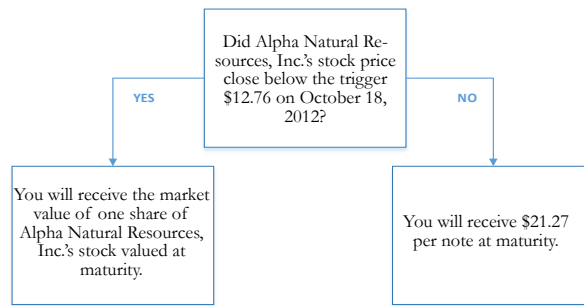 Did Alpha Natural Re-
sources, Inc.'s stock price
close below the trigger
$12.76 on October 18,
2012?
YES
NO
You will receive the market
value of one share of
Alpha Natural Resources,
Inc.'s stock valued at
maturity.
You will receive $21.27
per note at maturity.